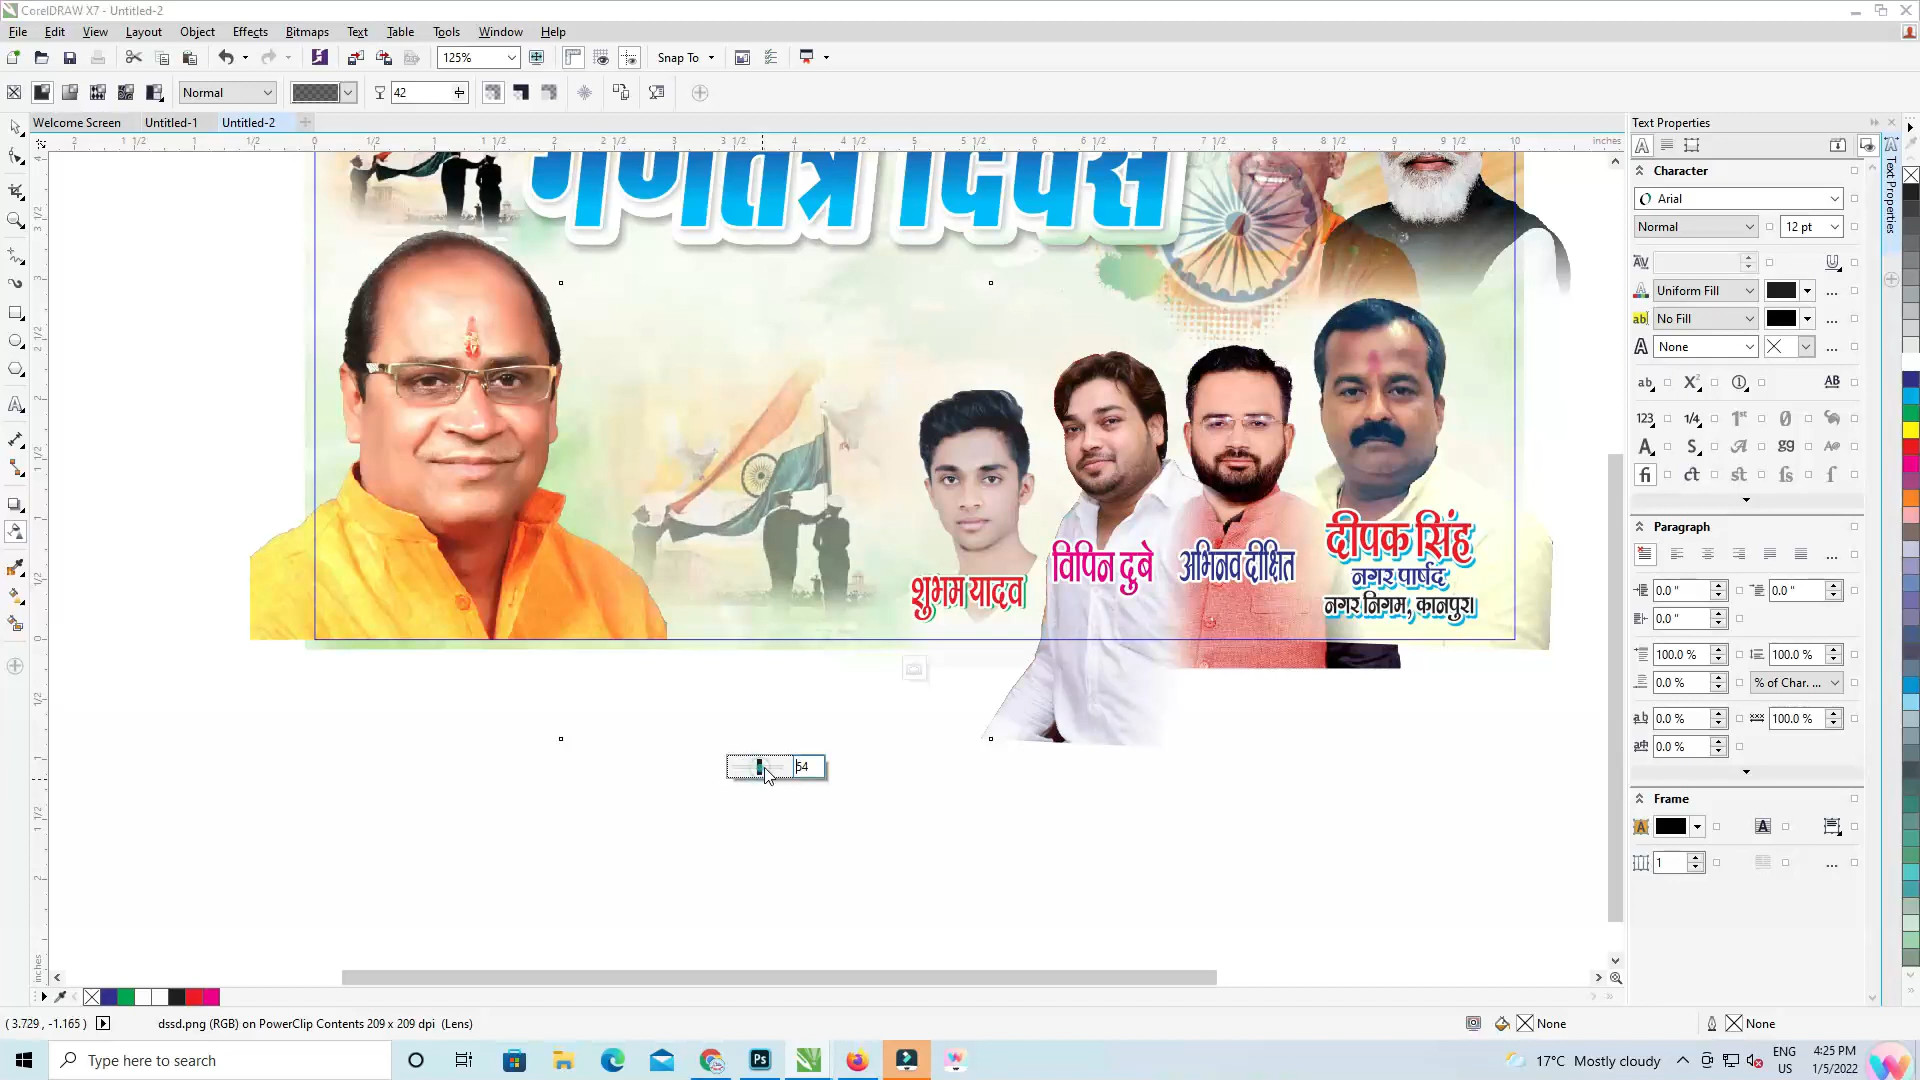 CorelDRAW X7 - Untitled-2
File Edit View Layout Object Effects Bitmaps Text Table Tools Window Help
125% Snap To
Normal 42
Welcome Screen Untitled-1 Untitled-2
inches
गणतंत्र दिवस
शुभम यादव
विपिन दुबे
अभिनव दीक्षित
दीपक सिंह
नगर पार्षद
नगर निगम, कानपुर।
54
Text Properties
Character
Arial
Normal 12 pt
Uniform Fill
No Fill
None
Paragraph
0.0 " 0.0 "
0.0 "
100.0 % 100.0 %
0.0 % % of Char. ...
0.0 % 100.0 %
0.0 %
Frame
1
Text Properties
(3.729, -1.165) dssd.png (RGB) on PowerClip Contents 209 x 209 dpi (Lens) None None
Type here to search
17°C Mostly cloudy
ENG
US
4:25 PM
1/5/2022